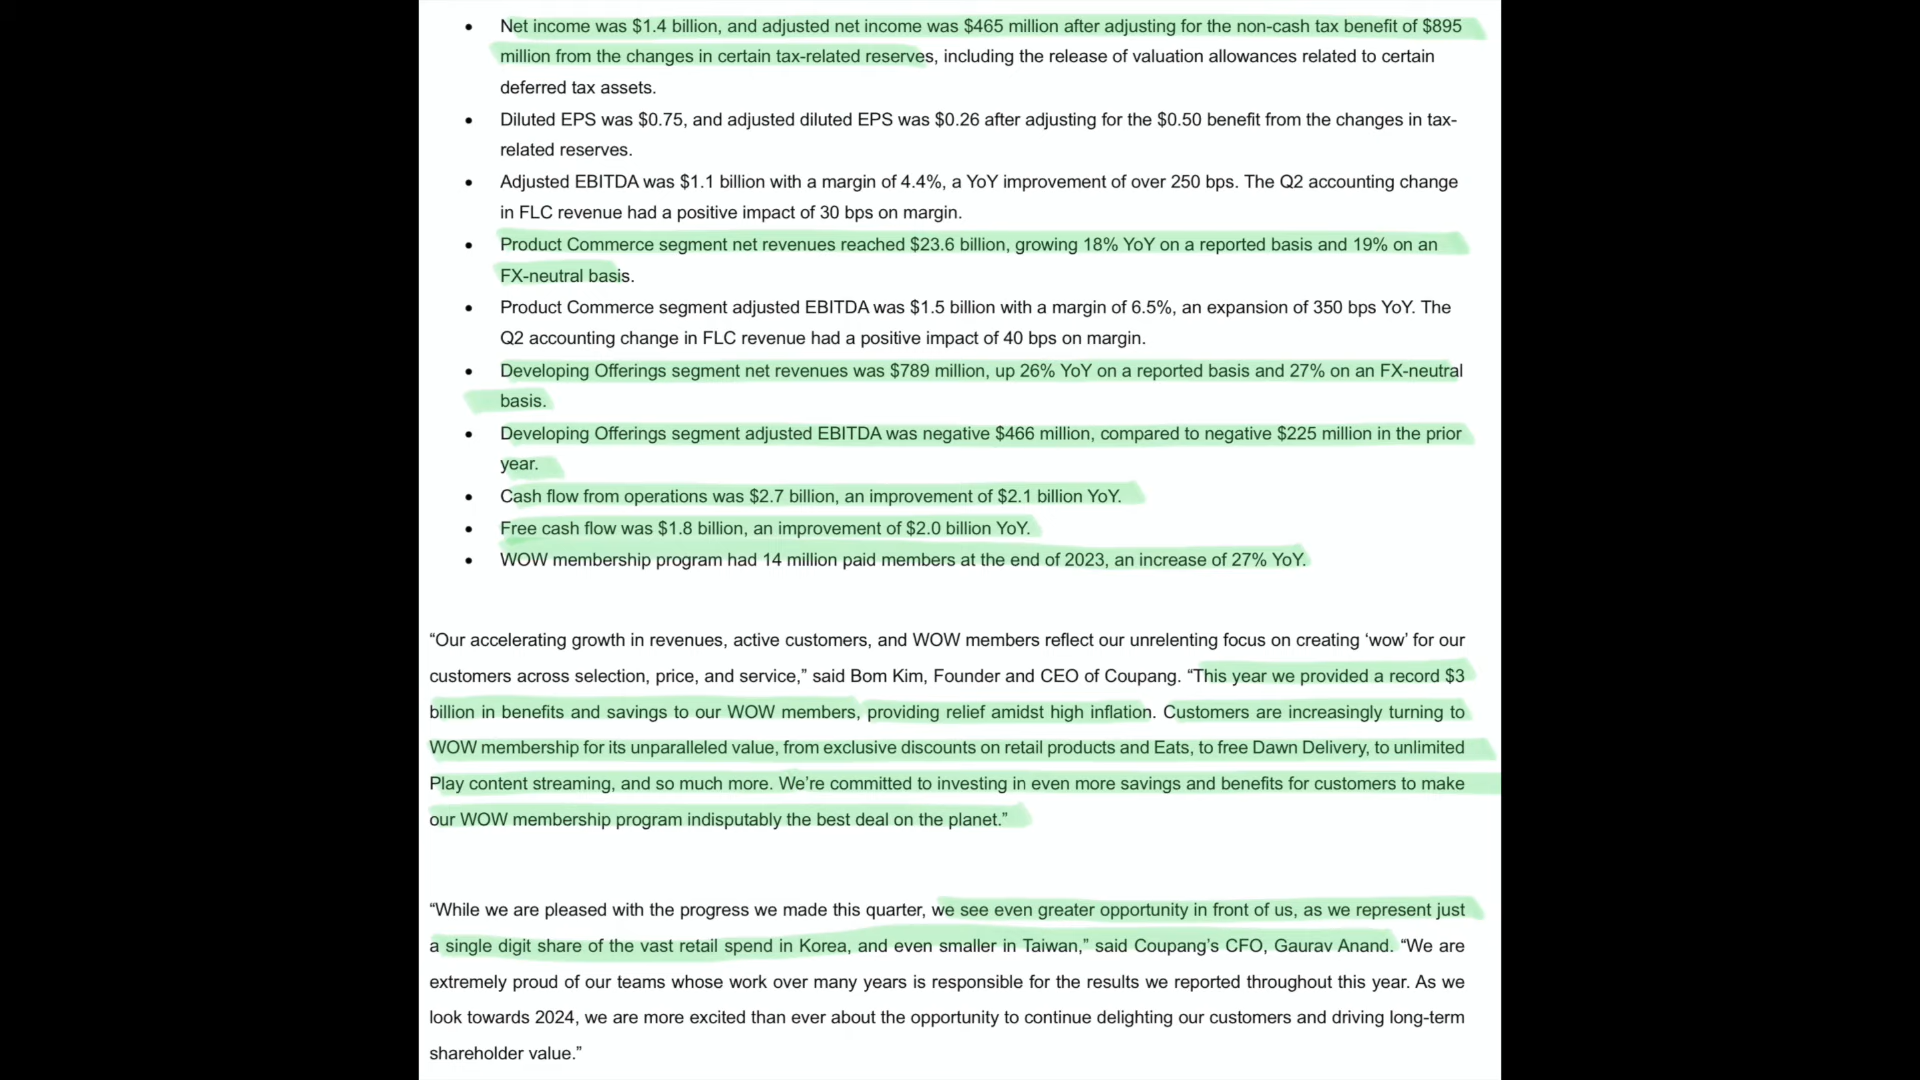 • Net income was $1.4 billion, and adjusted net income was $465 million after adjusting for the non-cash tax benefit of $895
million from the changes in certain tax-related reserves, including the release of valuation allowances related to certain
deferred tax assets.
• Diluted EPS was $0.75, and adjusted diluted EPS was $0.26 after adjusting for the $0.50 benefit from the changes in tax-
related reserves.
• Adjusted EBITDA was $1.1 billion with a margin of 4.4%, a YoY improvement of over 250 bps. The Q2 accounting change
in FLC revenue had a positive impact of 30 bps on margin.
• Product Commerce segment net revenues reached $23.6 billion, growing 18% YoY on a reported basis and 19% on an
FX-neutral basis.
• Product Commerce segment adjusted EBITDA was $1.5 billion with a margin of 6.5%, an expansion of 350 bps YoY. The
Q2 accounting change in FLC revenue had a positive impact of 40 bps on margin.
• Developing Offerings segment net revenues was $789 million, up 26% YoY on a reported basis and 27% on an FX-neutral
basis.
• Developing Offerings segment adjusted EBITDA was negative $466 million, compared to negative $225 million in the prior
year.
• Cash flow from operations was $2.7 billion, an improvement of $2.1 billion YoY.
• Free cash flow was $1.8 billion, an improvement of $2.0 billion YoY.
• WOW membership program had 14 million paid members at the end of 2023, an increase of 27% YoY.
“Our accelerating growth in revenues, active customers, and WOW members reflect our unrelenting focus on creating ‘wow’ for our
customers across selection, price, and service,” said Bom Kim, Founder and CEO of Coupang. “This year we provided a record $3
billion in benefits and savings to our WOW members, providing relief amidst high inflation. Customers are increasingly turning to
WOW membership for its unparalleled value, from exclusive discounts on retail products and Eats, to free Dawn Delivery, to unlimited
Play content streaming, and so much more. We’re committed to investing in even more savings and benefits for customers to make
our WOW membership program indisputably the best deal on the planet.”
“While we are pleased with the progress we made this quarter, we see even greater opportunity in front of us, as we represent just
a single digit share of the vast retail spend in Korea, and even smaller in Taiwan,” said Coupang’s CFO, Gaurav Anand. “We are
extremely proud of our teams whose work over many years is responsible for the results we reported throughout this year. As we
look towards 2024, we are more excited than ever about the opportunity to continue delighting our customers and driving long-term
shareholder value.”